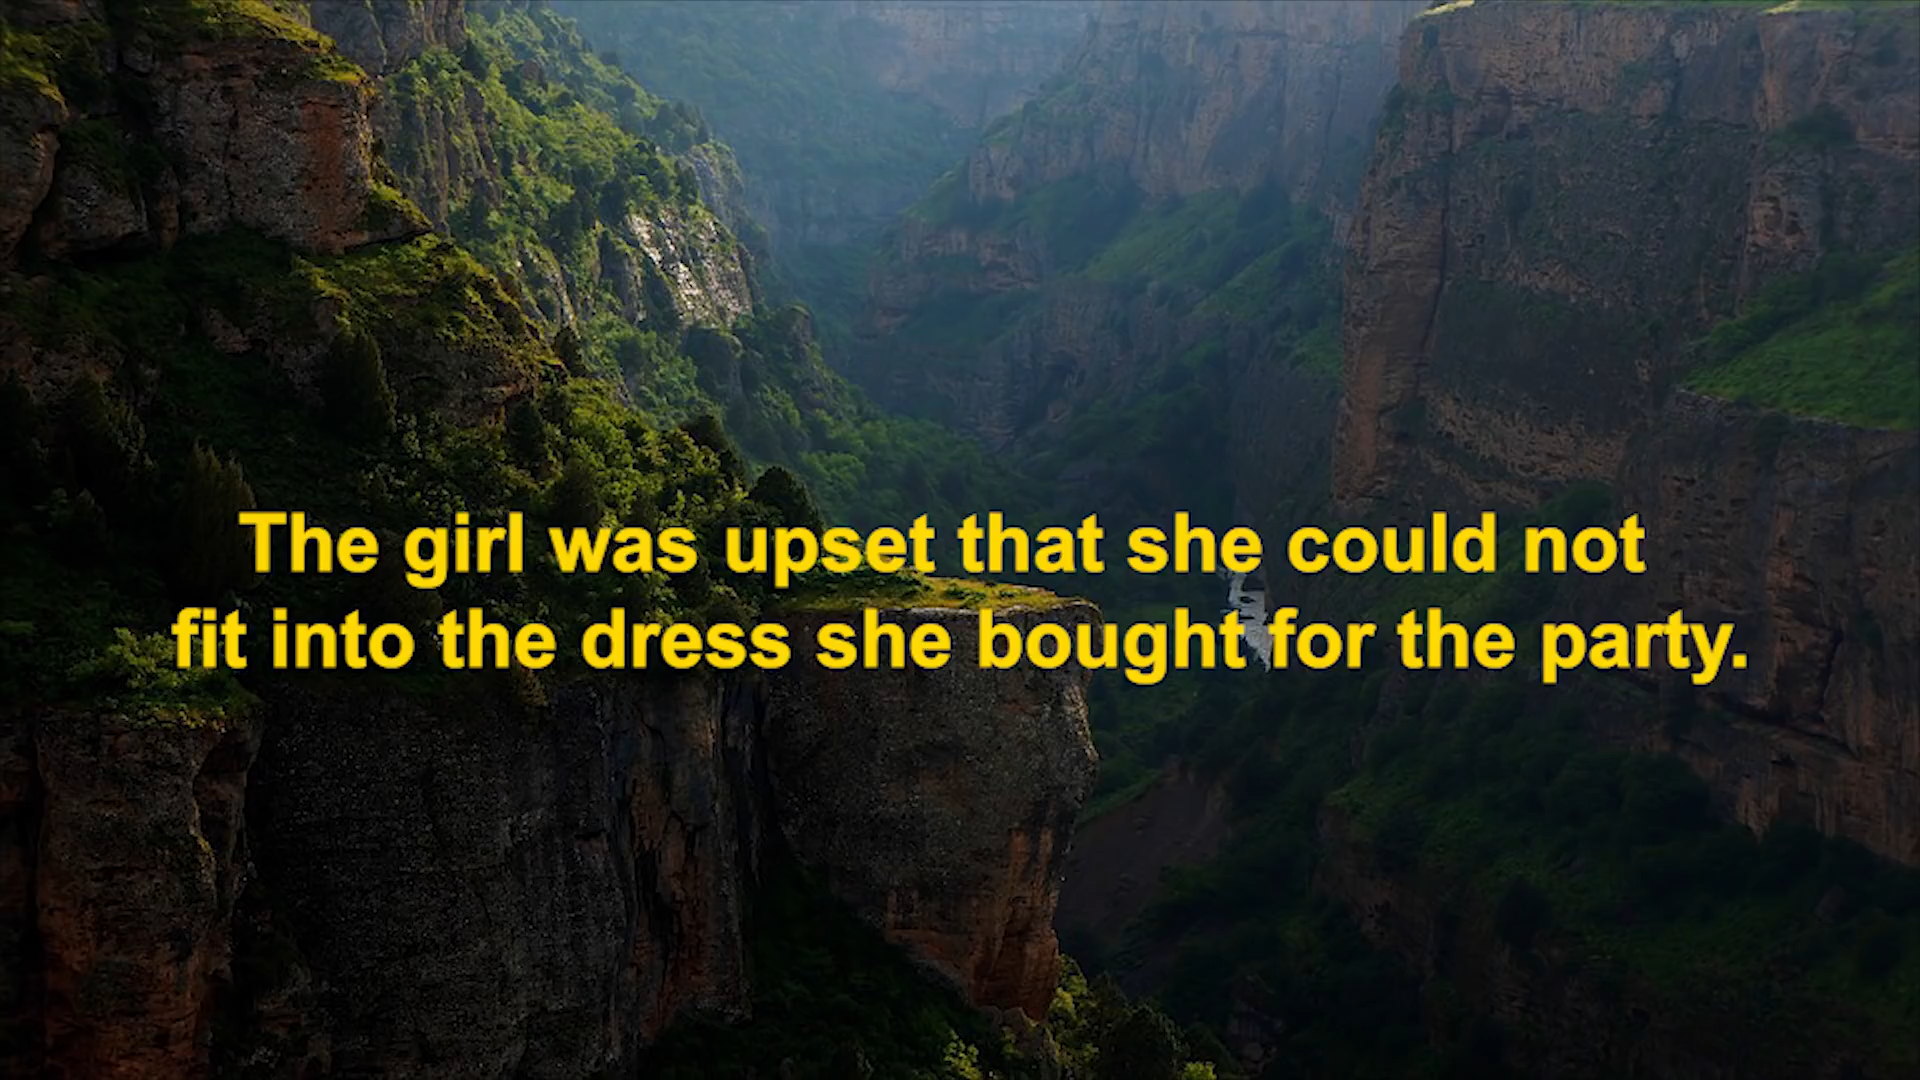 The girl was upset that she could not
fit into the dress she bought for the party.